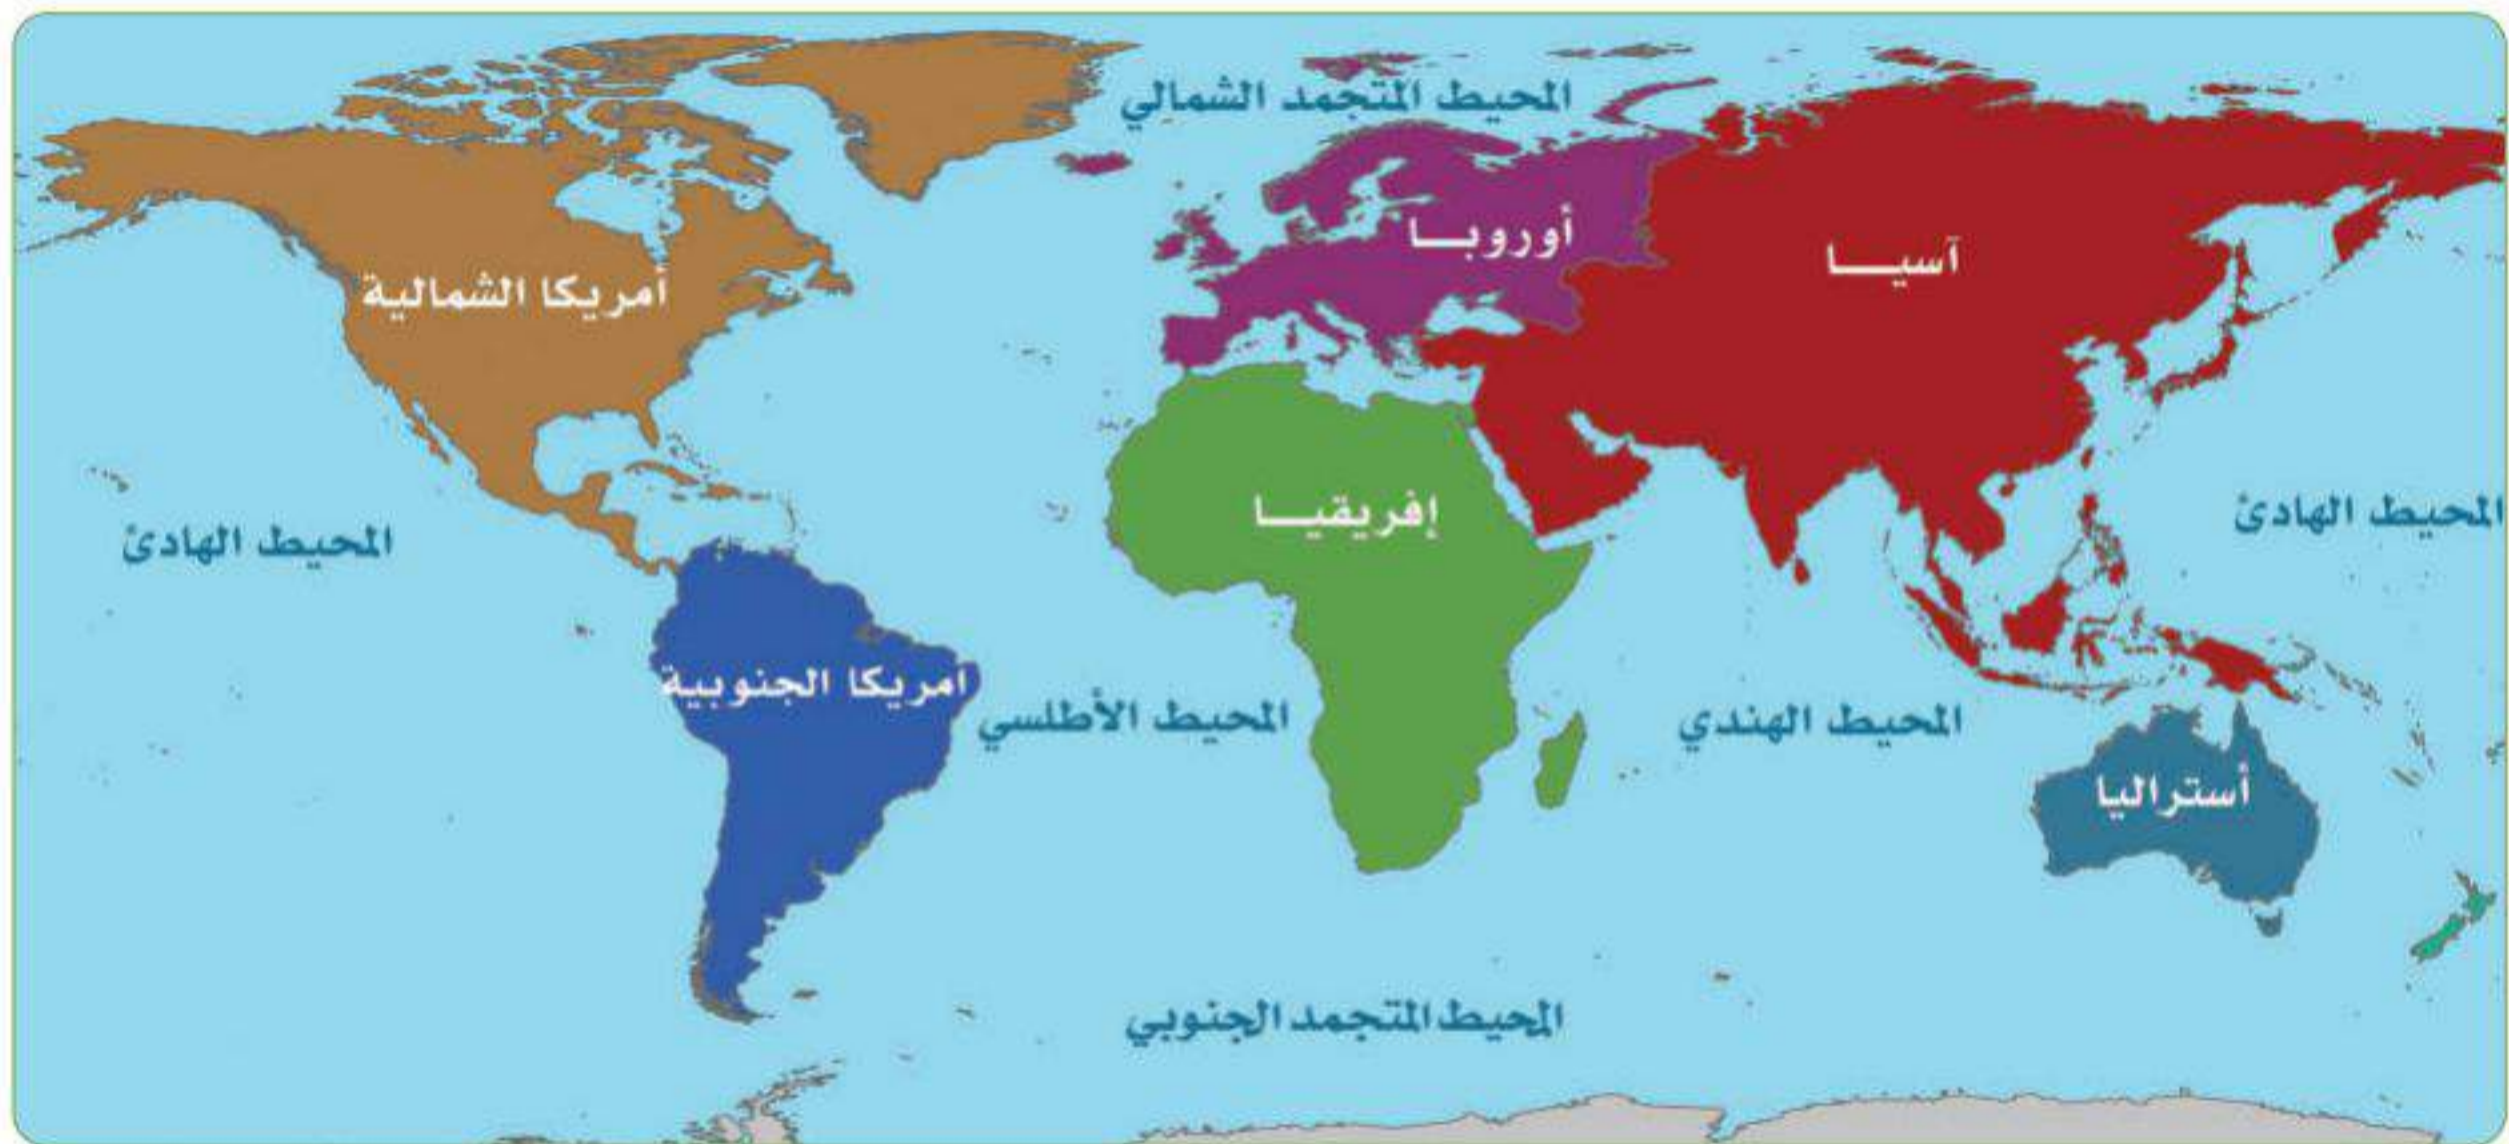 المحيط المتجمد الشمالي
أوروبا
آسيا
أمريكا الشمالية
إفريقيا
المحيط الهادئ
المحيط الهادئ
امريكا الجنوبية
المحيط الأطلسي
المحيط الهندي
أستراليا
المحيط المتجمد الجنوبي